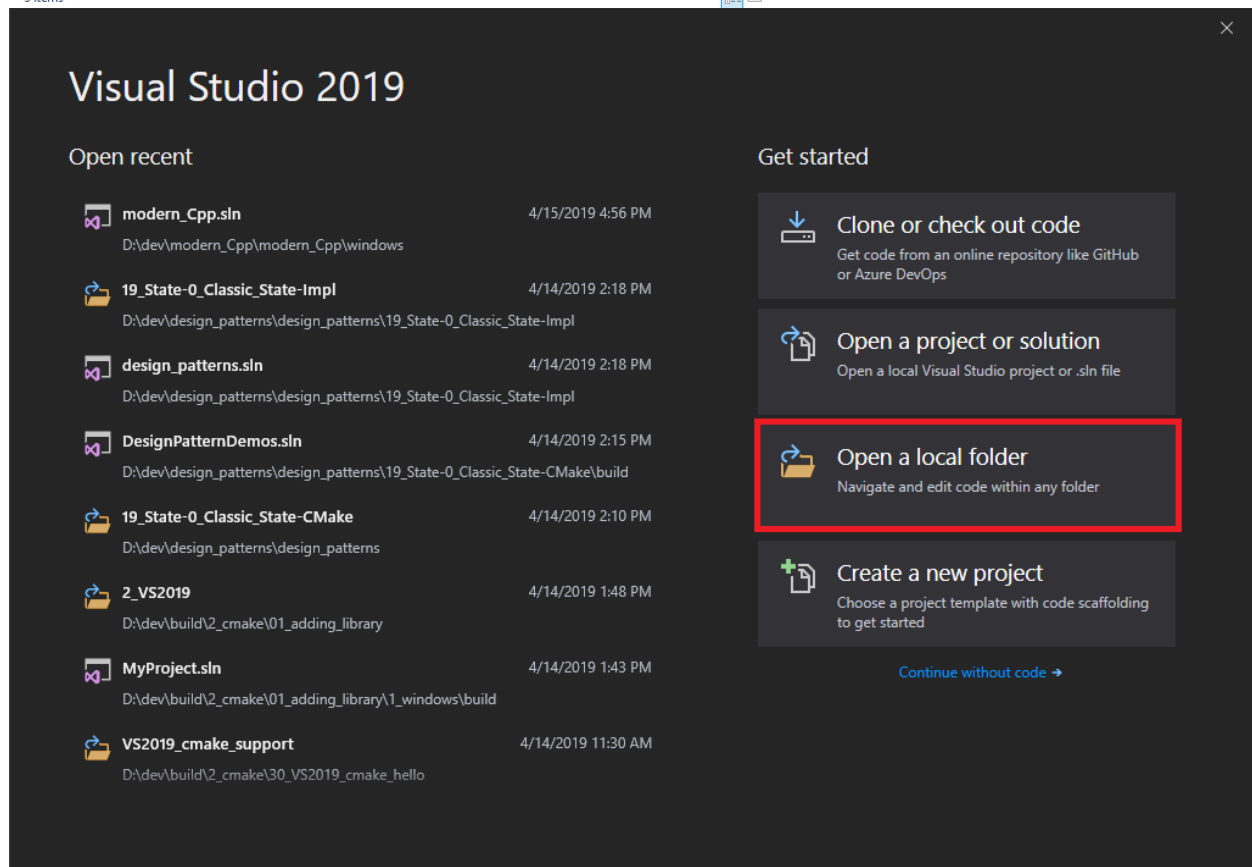 Visual Studio 2019
Open recent
modern_Cpp.sln 4/15/2019 4:56 PM
D:\dev\modern_Cpp\modern_Cpp\windows
19_State-0_Classic_State-Impl 4/14/2019 2:18 PM
D:\dev\design_patterns\design_patterns\19_State-0_Classic_State-Impl
design_patterns.sln 4/14/2019 2:18 PM
D:\dev\design_patterns\design_patterns\19_State-0_Classic_State-Impl
DesignPatternDemos.sln 4/14/2019 2:15 PM
D:\dev\design_patterns\design_patterns\19_State-0_Classic_State-CMake\build
19_State-0_Classic_State-CMake 4/14/2019 2:10 PM
D:\dev\design_patterns\design_patterns
2_VS2019 4/14/2019 1:48 PM
D:\dev\build\2_cmake\01_adding_library
MyProject.sln 4/14/2019 1:43 PM
D:\dev\build\2_cmake\01_adding_library\1_windows\build
VS2019_cmake_support 4/14/2019 11:30 AM
D:\dev\build\2_cmake\30_VS2019_cmake_hello
Get started
Clone or check out code
Get code from an online repository like GitHub
or Azure DevOps
Open a project or solution
Open a local Visual Studio project or .sln file
Open a local folder
Navigate and edit code within any folder
Create a new project
Choose a project template with code scaffolding
to get started
Continue without code →